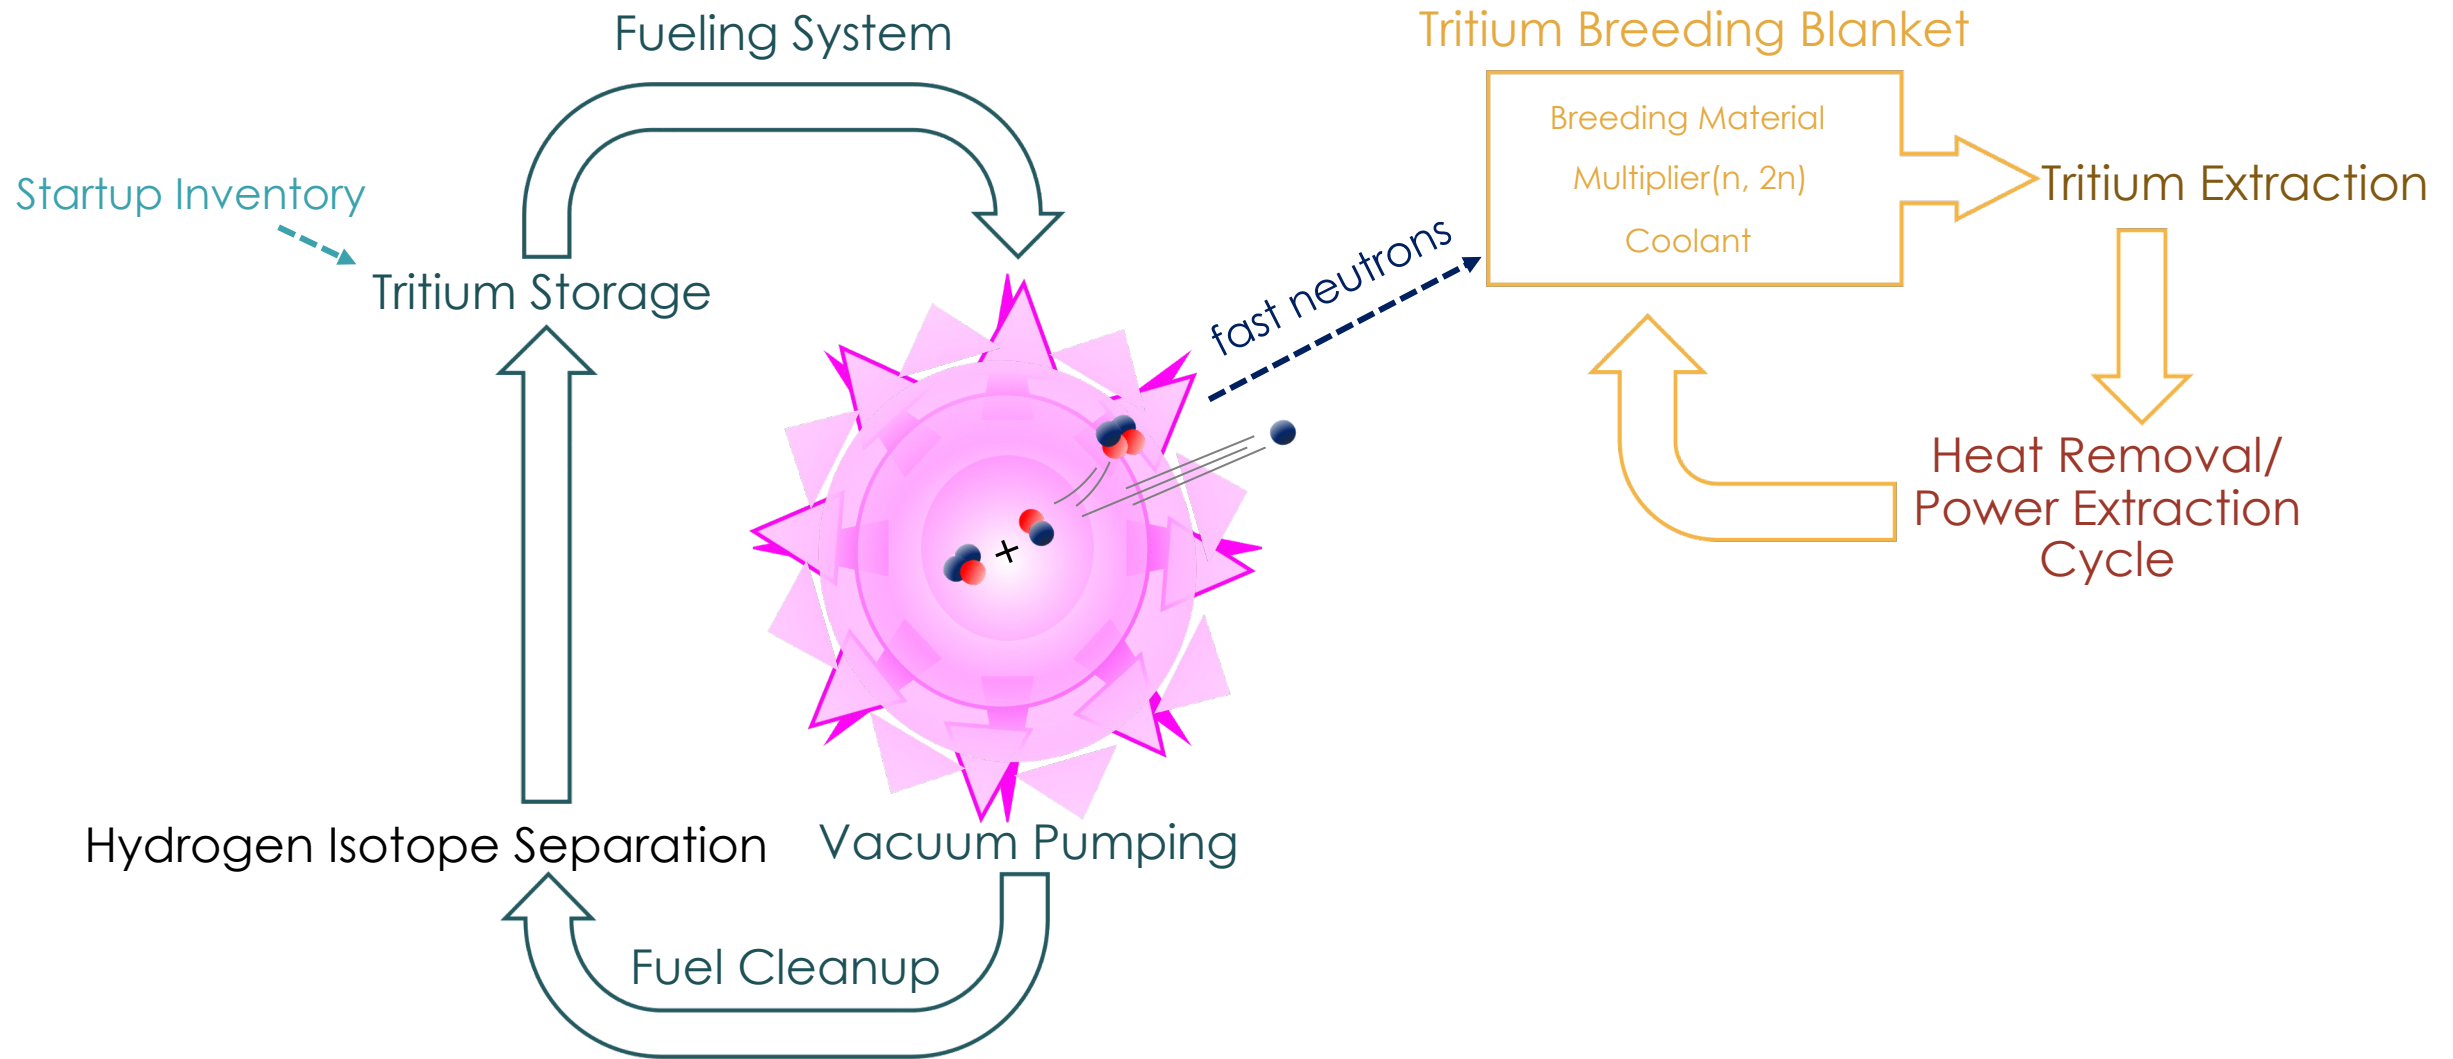 Fueling System
Tritium Breeding Blanket
Breeding Material
Multiplier(n, 2n)
Coolant
Startup Inventory
Tritium Extraction
fast neutrons
Tritium Storage
+
Heat Removal/
Power Extraction
Cycle
Hydrogen Isotope Separation
Vacuum Pumping
Fuel Cleanup